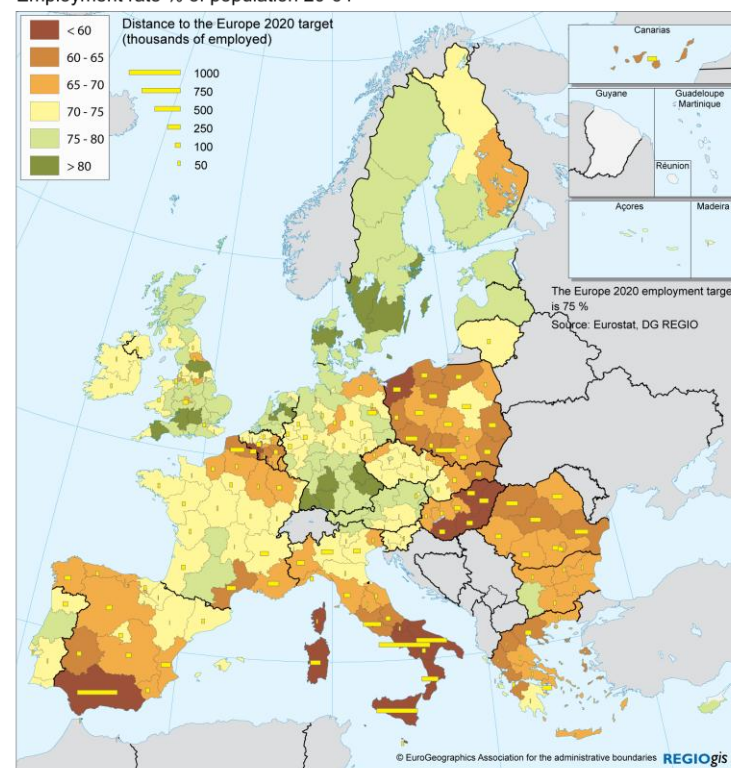 Employment rate % of population 20-64
< 60
60 - 65
65 - 70
70 - 75
75 - 80
> 80
Distance to the Europe 2020 target
(thousands of employed)
1000
750
500
250
100
50
Canarias
Guyane
Guadeloupe
Martinique
Réunion
Açores
Madeira
The Europe 2020 employment targe
is 75 %
Source: Eurostat, DG REGIO
© EuroGeographics Association for the administrative boundaries
REGIOgis